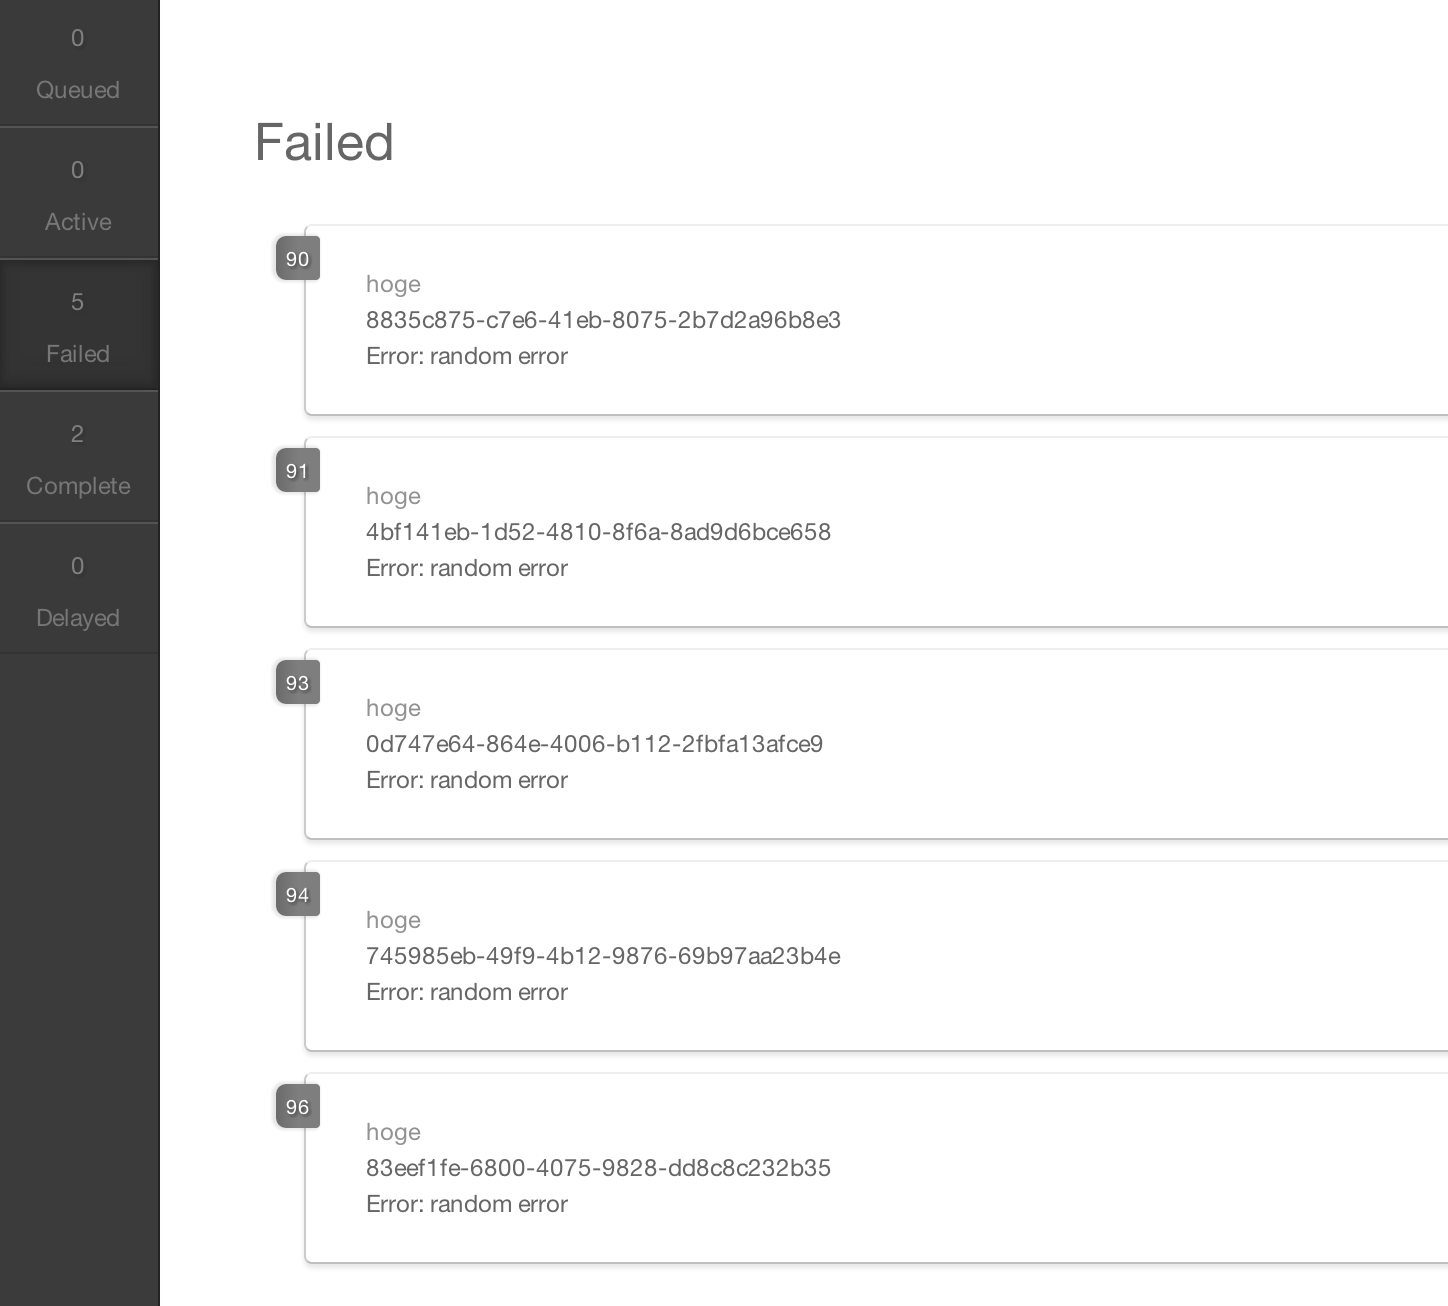 0
Queued
0
Active
5
Failed
2
Complete
0
Delayed
Failed
90
hoge
8835c875-c7e6-41eb-8075-2b7d2a96b8e3
Error: random error
91
hoge
4bf141eb-1d52-4810-8f6a-8ad9d6bce658
Error: random error
93
hoge
0d747e64-864e-4006-b112-2fbfa13afce9
Error: random error
94
hoge
745985eb-49f9-4b12-9876-69b97aa23b4e
Error: random error
96
hoge
83eef1fe-6800-4075-9828-dd8c8c232b35
Error: random error